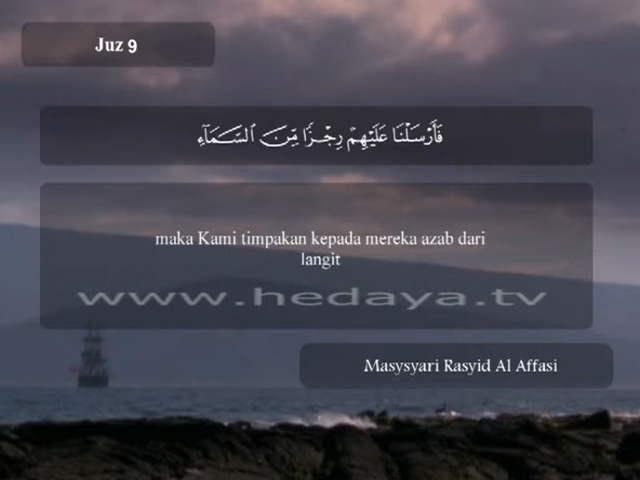 Juz 9
فَأَرْسَلْنَا عَلَيْهِمْ رِجْزًا مِّنَ ٱلسَّمَآءِ
maka Kami timpakan kepada mereka azab dari
langit
www.hedaya.tv
Masysyari Rasyid Al Affasi